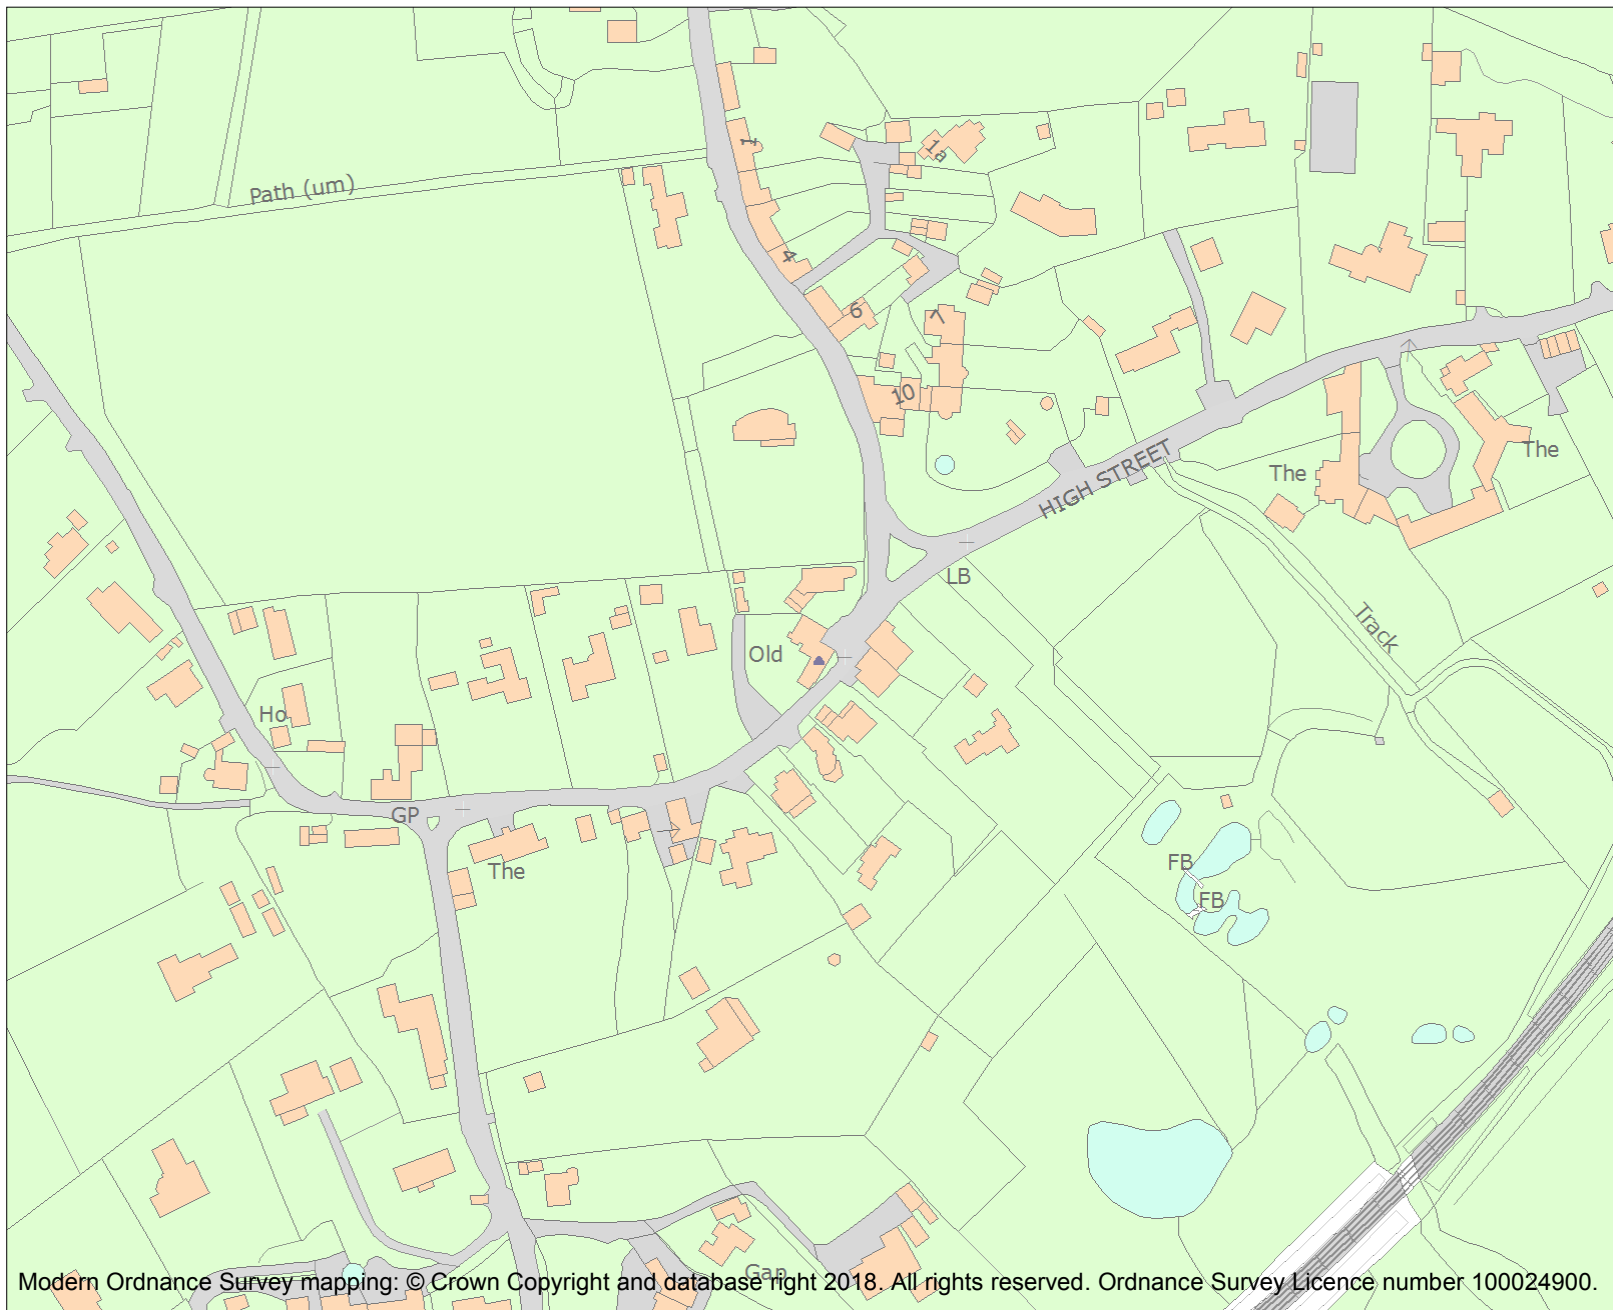 1
1a
Path (um)
4
6
7
10
HIGH STREET
The
The
LB
Track
Old
Ho
GP
The
FB
FB
Gap
Modern Ordnance Survey mapping: © Crown Copyright and database right 2018. All rights reserved. Ordnance Survey Licence number 100024900.